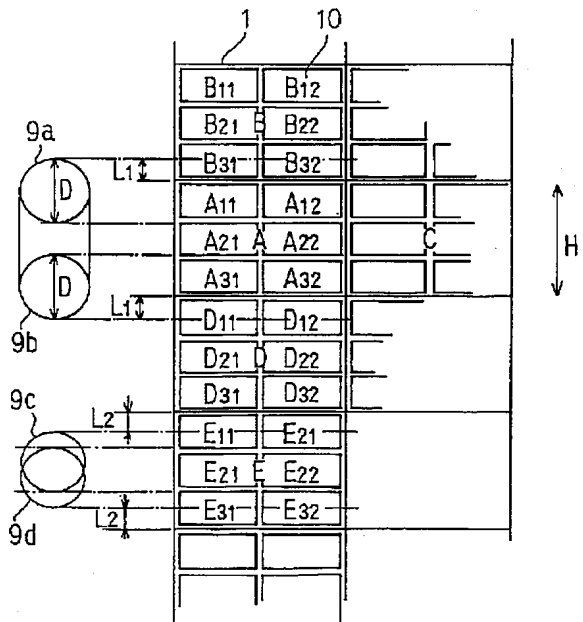 1 10
B11 B12
B21 B B22
9a B31 B32
L1
D A11 A12
A21 A A22 C H
D A31 A32
L1
9b D11 D12
D21 D D22
9c D31 D32
L2
E11 E21
E21 E E22
E31 E32
L2
9d